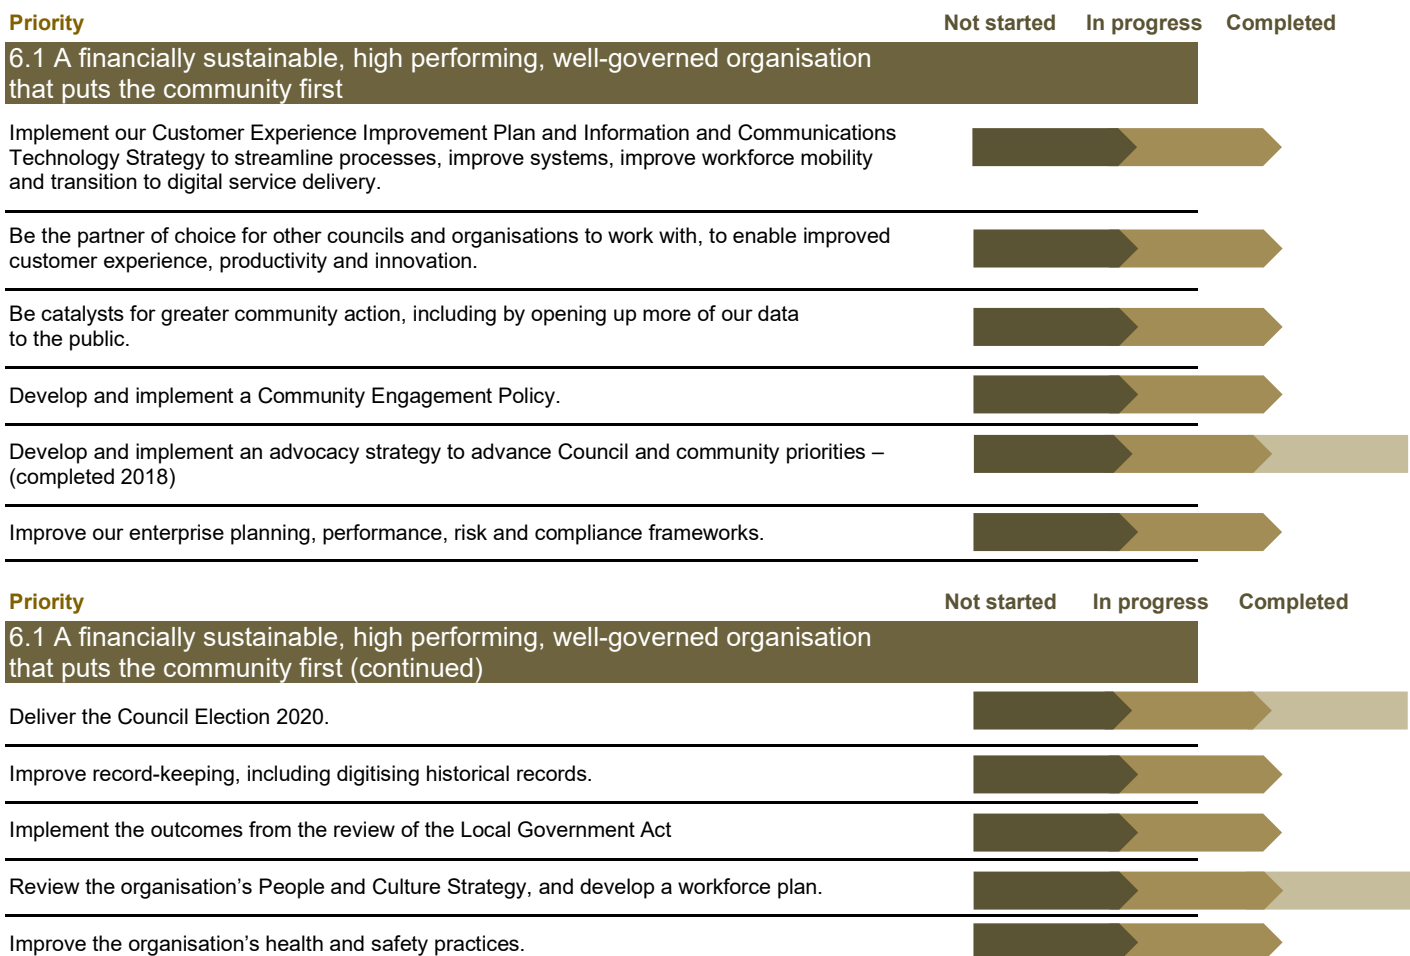 Priority Not started In progress Completed
6.1 A financially sustainable, high performing, well-governed organisation
that puts the community first
Implement our Customer Experience Improvement Plan and Information and Communications
Technology Strategy to streamline processes, improve systems, improve workforce mobility
and transition to digital service delivery.
Be the partner of choice for other councils and organisations to work with, to enable improved
customer experience, productivity and innovation.
Be catalysts for greater community action, including by opening up more of our data
to the public.
Develop and implement a Community Engagement Policy.
Develop and implement an advocacy strategy to advance Council and community priorities –
(completed 2018)
Improve our enterprise planning, performance, risk and compliance frameworks.
Priority Not started In progress Completed
6.1 A financially sustainable, high performing, well-governed organisation
that puts the community first (continued)
Deliver the Council Election 2020.
Improve record-keeping, including digitising historical records.
Implement the outcomes from the review of the Local Government Act
Review the organisation’s People and Culture Strategy, and develop a workforce plan.
Improve the organisation’s health and safety practices.